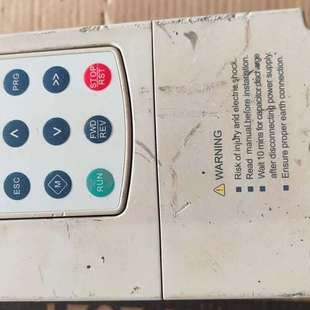 PRG
>>
STOP
RST
FWD
REV
ESC
M
RUN
WARNING
• Risk of injury and electric shock.
• Read manual before installation.
• Wait 10 mins for capacitor discharge
after disconnecting power supply.
• Ensure proper earth connection.